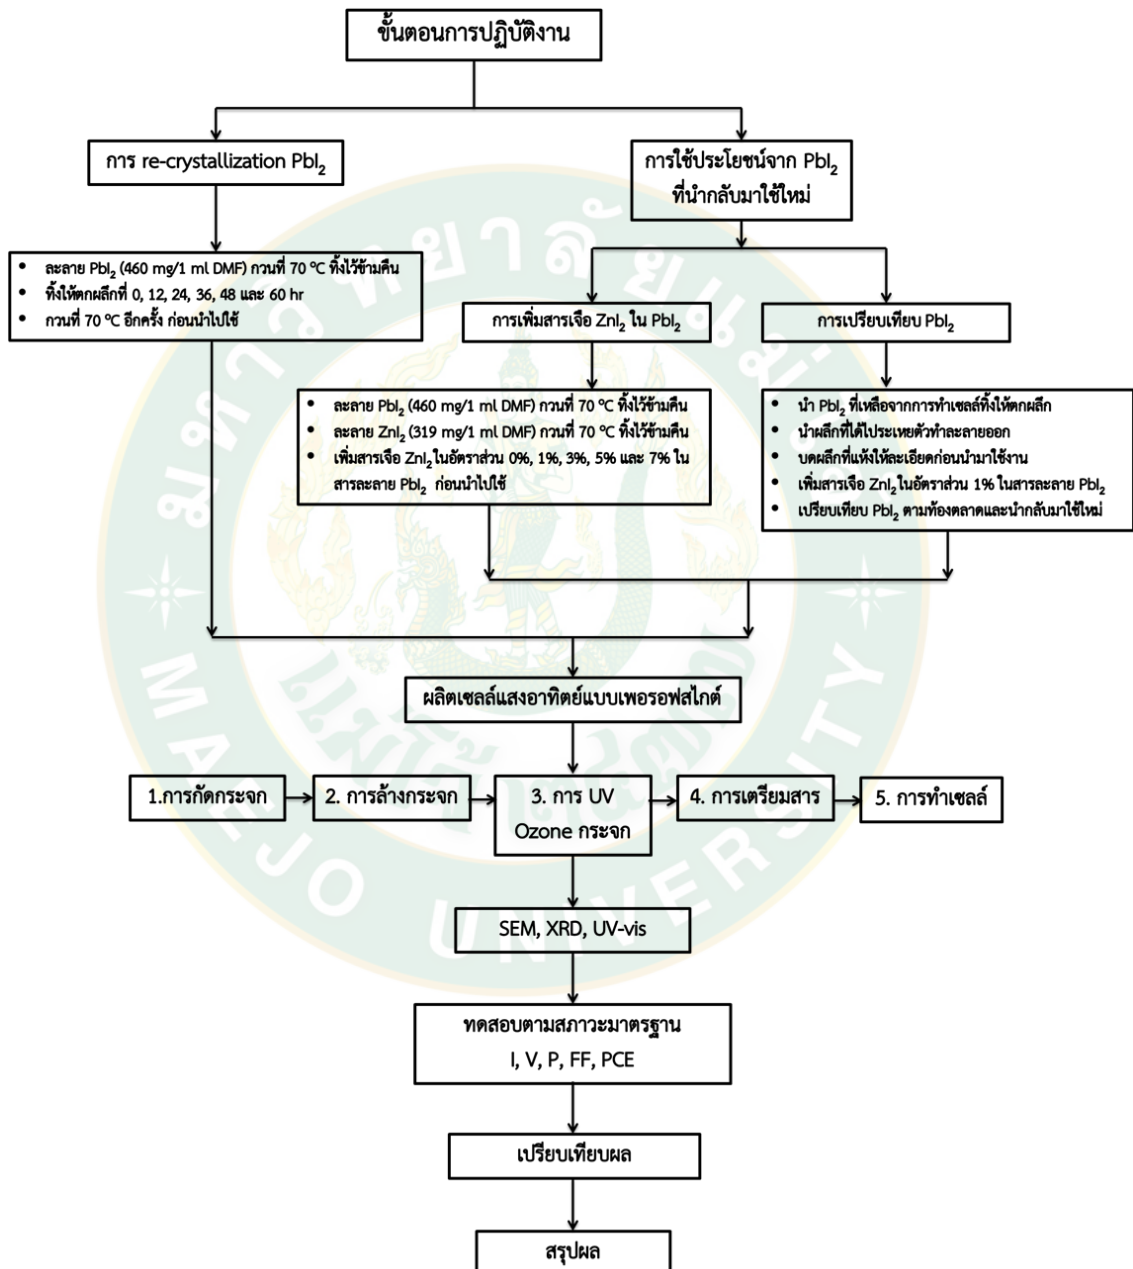 ขั้นตอนการปฏิบัติงาน
การ re-crystallization PbI₂
การใช้ประโยชน์จาก PbI₂
ที่นำกลับมาใช้ใหม่
• ละลาย PbI₂ (460 mg/1 ml DMF) กวนที่ 70 °C ทิ้งไว้ข้ามคืน
• ทิ้งให้ตกผลึกที่ 0, 12, 24, 36, 48 และ 60 hr
• กวนที่ 70 °C อีกครั้ง ก่อนนำไปใช้
การเพิ่มสารเจือ ZnI₂ ใน PbI₂
การเปรียบเทียบ PbI₂
• ละลาย PbI₂ (460 mg/1 ml DMF) กวนที่ 70 °C ทิ้งไว้ข้ามคืน
• ละลาย ZnI₂ (319 mg/1 ml DMF) กวนที่ 70 °C ทิ้งไว้ข้ามคืน
• เพิ่มสารเจือ ZnI₂ ในอัตราส่วน 0%, 1%, 3%, 5% และ 7% ใน
สารละลาย PbI₂ ก่อนนำไปใช้
• นำ PbI₂ ที่เหลือจากการทำเซลล์ทิ้งให้ตกผลึก
• นำผลึกที่ได้ไประเหยตัวทำละลายออก
• บดผลึกที่แห้งให้ละเอียดก่อนนำมาใช้งาน
• เพิ่มสารเจือ ZnI₂ ในอัตราส่วน 1% ในสารละลาย PbI₂
• เปรียบเทียบ PbI₂ ตามท้องตลาดและนำกลับมาใช้ใหม่
ผลิตเซลล์แสงอาทิตย์แบบเพอรอฟสไกต์
1.การกัดกระจก
2. การล้างกระจก
3. การ UV
Ozone กระจก
4. การเตรียมสาร
5. การทำเซลล์
SEM, XRD, UV-vis
ทดสอบตามสภาวะมาตรฐาน
I, V, P, FF, PCE
เปรียบเทียบผล
สรุปผล
มหาวิทยาลัยแม่โจ้
MAEJO UNIVERSITY